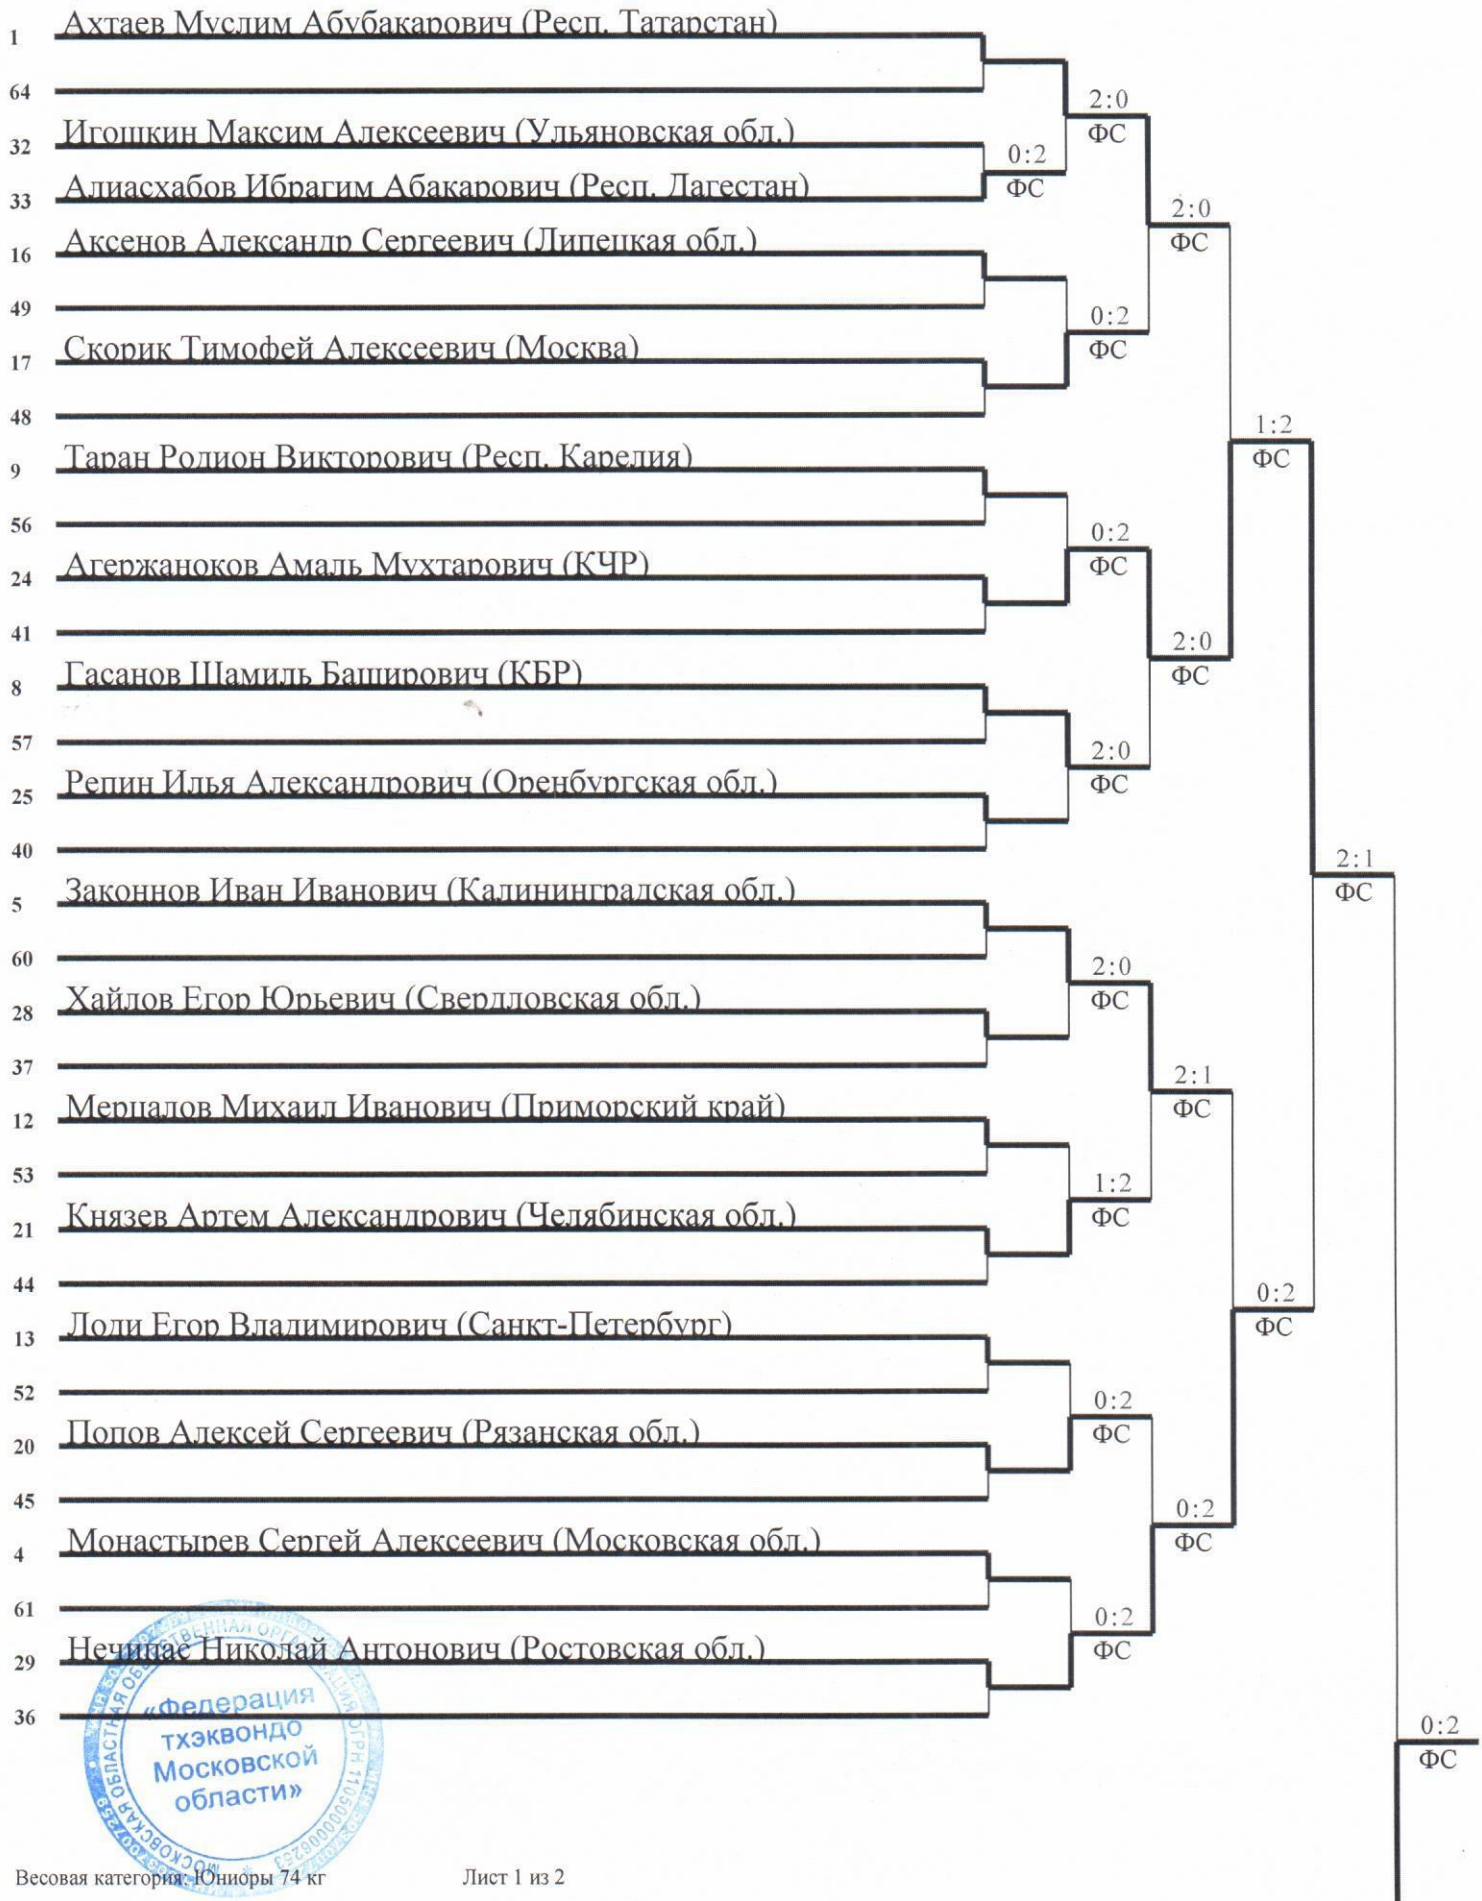 1 Ахтаев Муслим Абубакарович (Респ. Татарстан)
64
2:0
ФС
32 Игошкин Максим Алексеевич (Ульяновская обл.)
0:2
ФС
33 Алиасхабов Ибрагим Абакарович (Респ. Дагестан)
2:0
ФС
16 Аксенов Александр Сергеевич (Липецкая обл.)
49
0:2
ФС
17 Скорик Тимофей Алексеевич (Москва)
48
1:2
ФС
9 Таран Родион Викторович (Респ. Карелия)
56
0:2
ФС
24 Агержаноков Амаль Мухтарович (КЧР)
41
2:0
ФС
8 Гасанов Шамиль Баширович (КБР)
57
2:0
ФС
25 Репин Илья Александрович (Оренбургская обл.)
40
2:1
ФС
5 Законнов Иван Иванович (Калининградская обл.)
60
2:0
ФС
28 Хайлов Егор Юрьевич (Свердловская обл.)
37
2:1
ФС
12 Мерцалов Михаил Иванович (Приморский край)
53
1:2
ФС
21 Князев Артем Александрович (Челябинская обл.)
44
0:2
ФС
13 Лоди Егор Владимирович (Санкт-Петербург)
52
0:2
ФС
20 Попов Алексей Сергеевич (Рязанская обл.)
45
0:2
ФС
4 Монастырев Сергей Алексеевич (Московская обл.)
61
0:2
ФС
29 Нечипас Николай Антонович (Ростовская обл.)
36
0:2
ФС
«Федерация
тхэквондо
Московской
области»
МОСКОВСКАЯ ОБЛАСТНАЯ ОБЩЕСТВЕННАЯ ОРГАНИЗАЦИЯ
Весовая категория: Юниоры 74 кг Лист 1 из 2